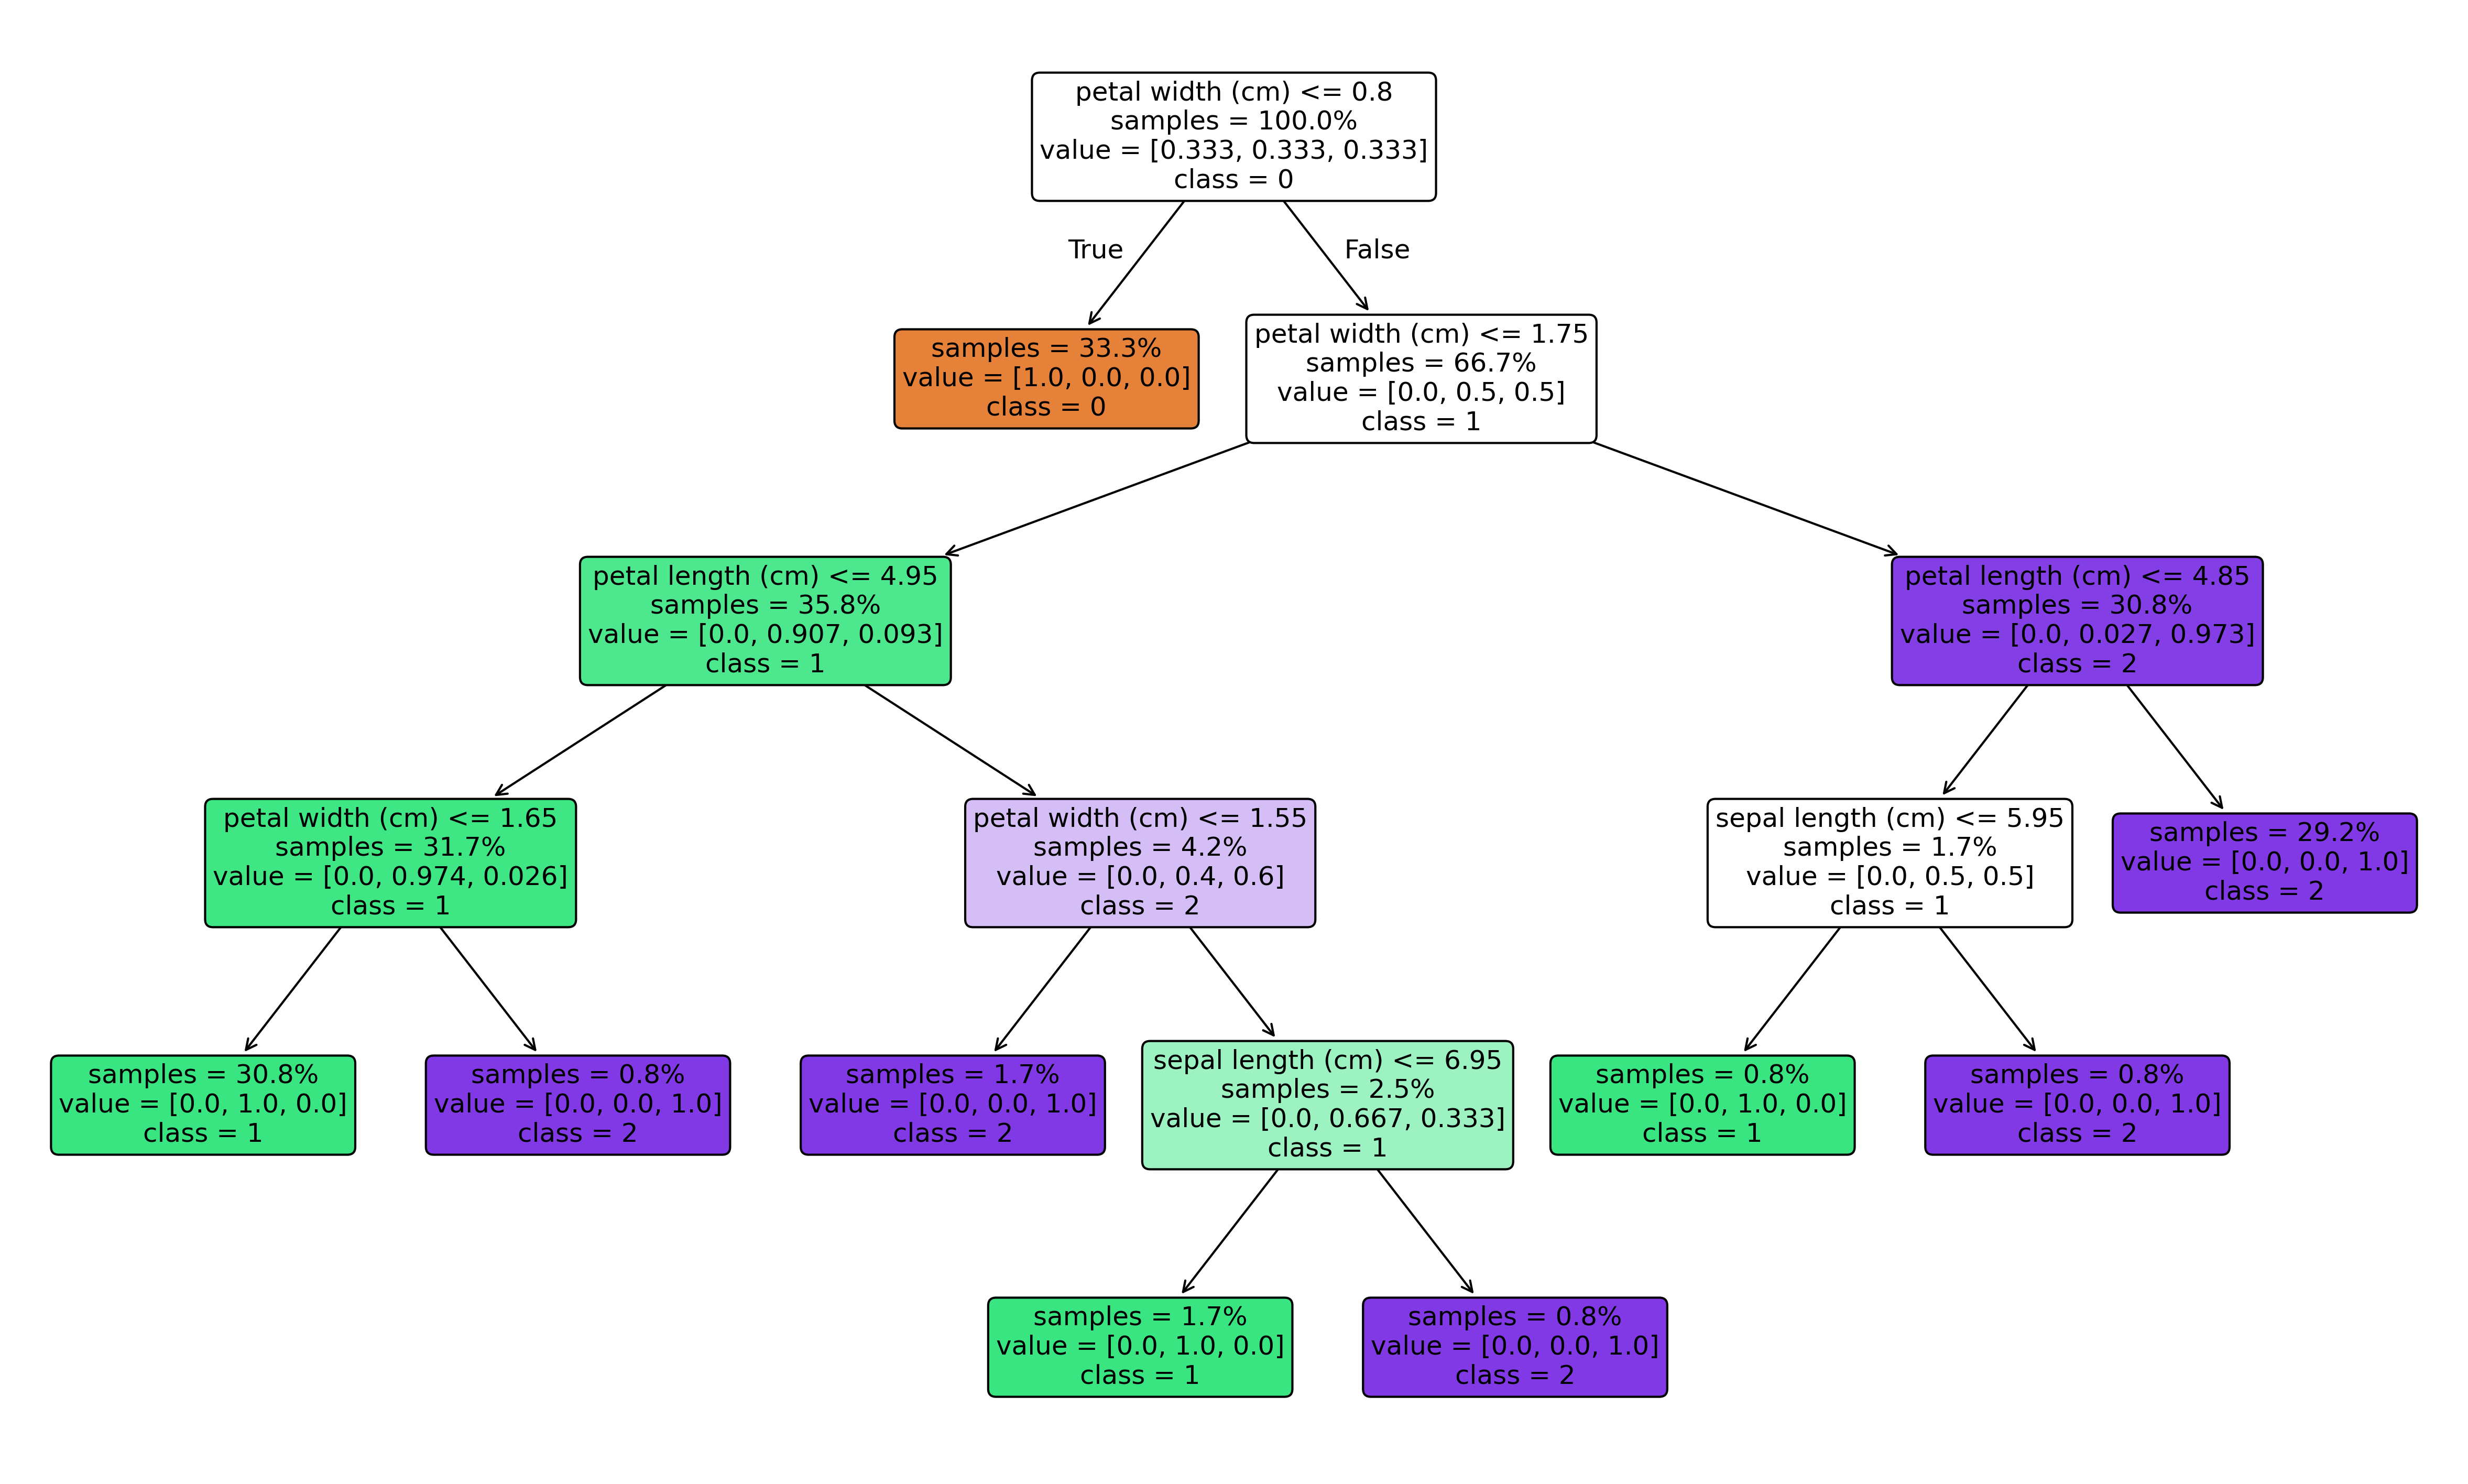 petal width (cm) <= 0.8
samples = 100.0%
value = [0.333, 0.333, 0.333]
class = 0
True
False
samples = 33.3%
value = [1.0, 0.0, 0.0]
class = 0
petal width (cm) <= 1.75
samples = 66.7%
value = [0.0, 0.5, 0.5]
class = 1
petal length (cm) <= 4.95
samples = 35.8%
value = [0.0, 0.907, 0.093]
class = 1
petal length (cm) <= 4.85
samples = 30.8%
value = [0.0, 0.027, 0.973]
class = 2
petal width (cm) <= 1.65
samples = 31.7%
value = [0.0, 0.974, 0.026]
class = 1
petal width (cm) <= 1.55
samples = 4.2%
value = [0.0, 0.4, 0.6]
class = 2
sepal length (cm) <= 5.95
samples = 1.7%
value = [0.0, 0.5, 0.5]
class = 1
samples = 29.2%
value = [0.0, 0.0, 1.0]
class = 2
samples = 30.8%
value = [0.0, 1.0, 0.0]
class = 1
samples = 0.8%
value = [0.0, 0.0, 1.0]
class = 2
samples = 1.7%
value = [0.0, 0.0, 1.0]
class = 2
sepal length (cm) <= 6.95
samples = 2.5%
value = [0.0, 0.667, 0.333]
class = 1
samples = 0.8%
value = [0.0, 1.0, 0.0]
class = 1
samples = 0.8%
value = [0.0, 0.0, 1.0]
class = 2
samples = 1.7%
value = [0.0, 1.0, 0.0]
class = 1
samples = 0.8%
value = [0.0, 0.0, 1.0]
class = 2